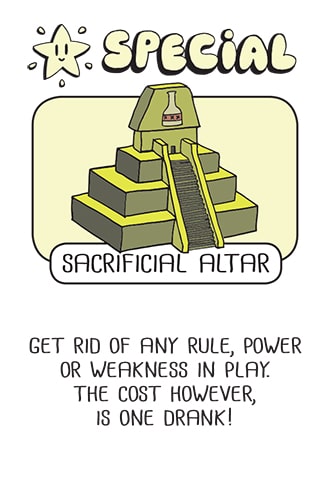 SPECIAL
SACRIFICIAL ALTAR
GET RID OF ANY RULE, POWER
OR WEAKNESS IN PLAY.
THE COST HOWEVER,
IS ONE DRANK!